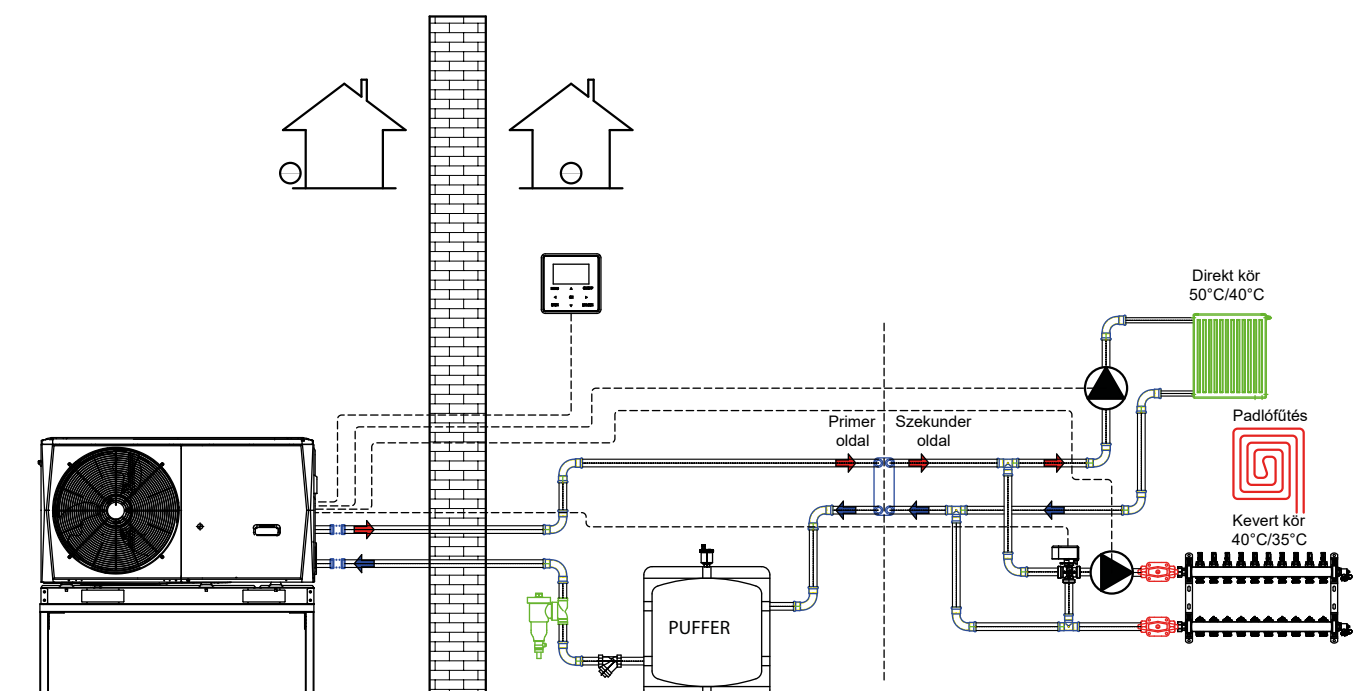 Direkt kör
50°C/40°C
Padlófűtés
Primer
oldal
Szekunder
oldal
Kevert kör
40°C/35°C
PUFFER